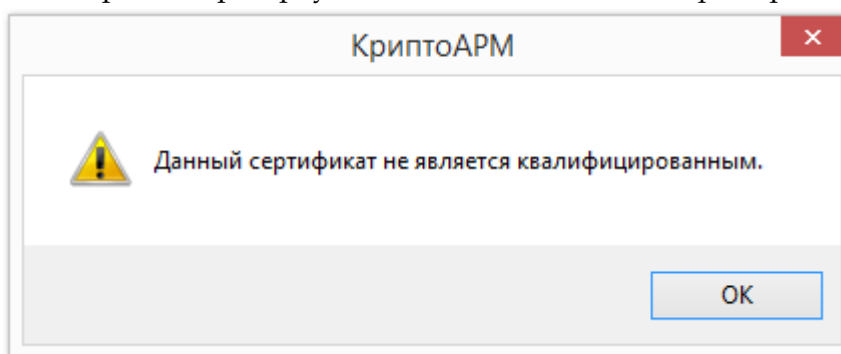 КриптоАРМ
Данный сертификат не является квалифицированным.
OK